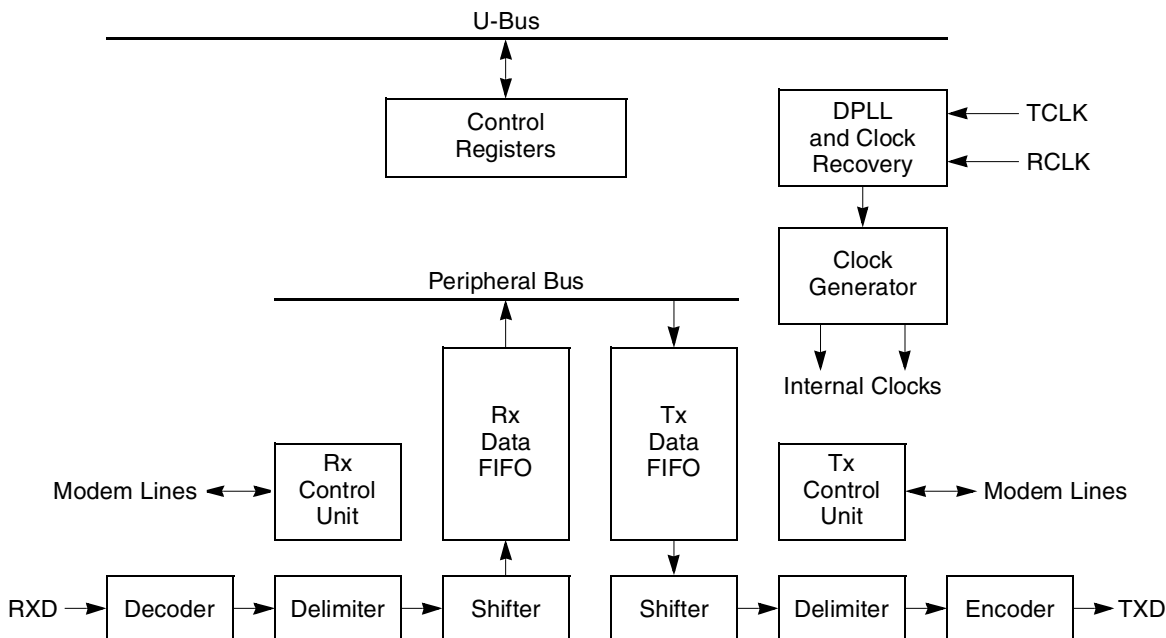 U-Bus
Control
Registers
DPLL
and Clock
Recovery
TCLK
RCLK
Clock
Generator
Internal Clocks
Peripheral Bus
Rx
Data
FIFO
Tx
Data
FIFO
Modem Lines
Rx
Control
Unit
Tx
Control
Unit
Modem Lines
RXD
Decoder
Delimiter
Shifter
Shifter
Delimiter
Encoder
TXD